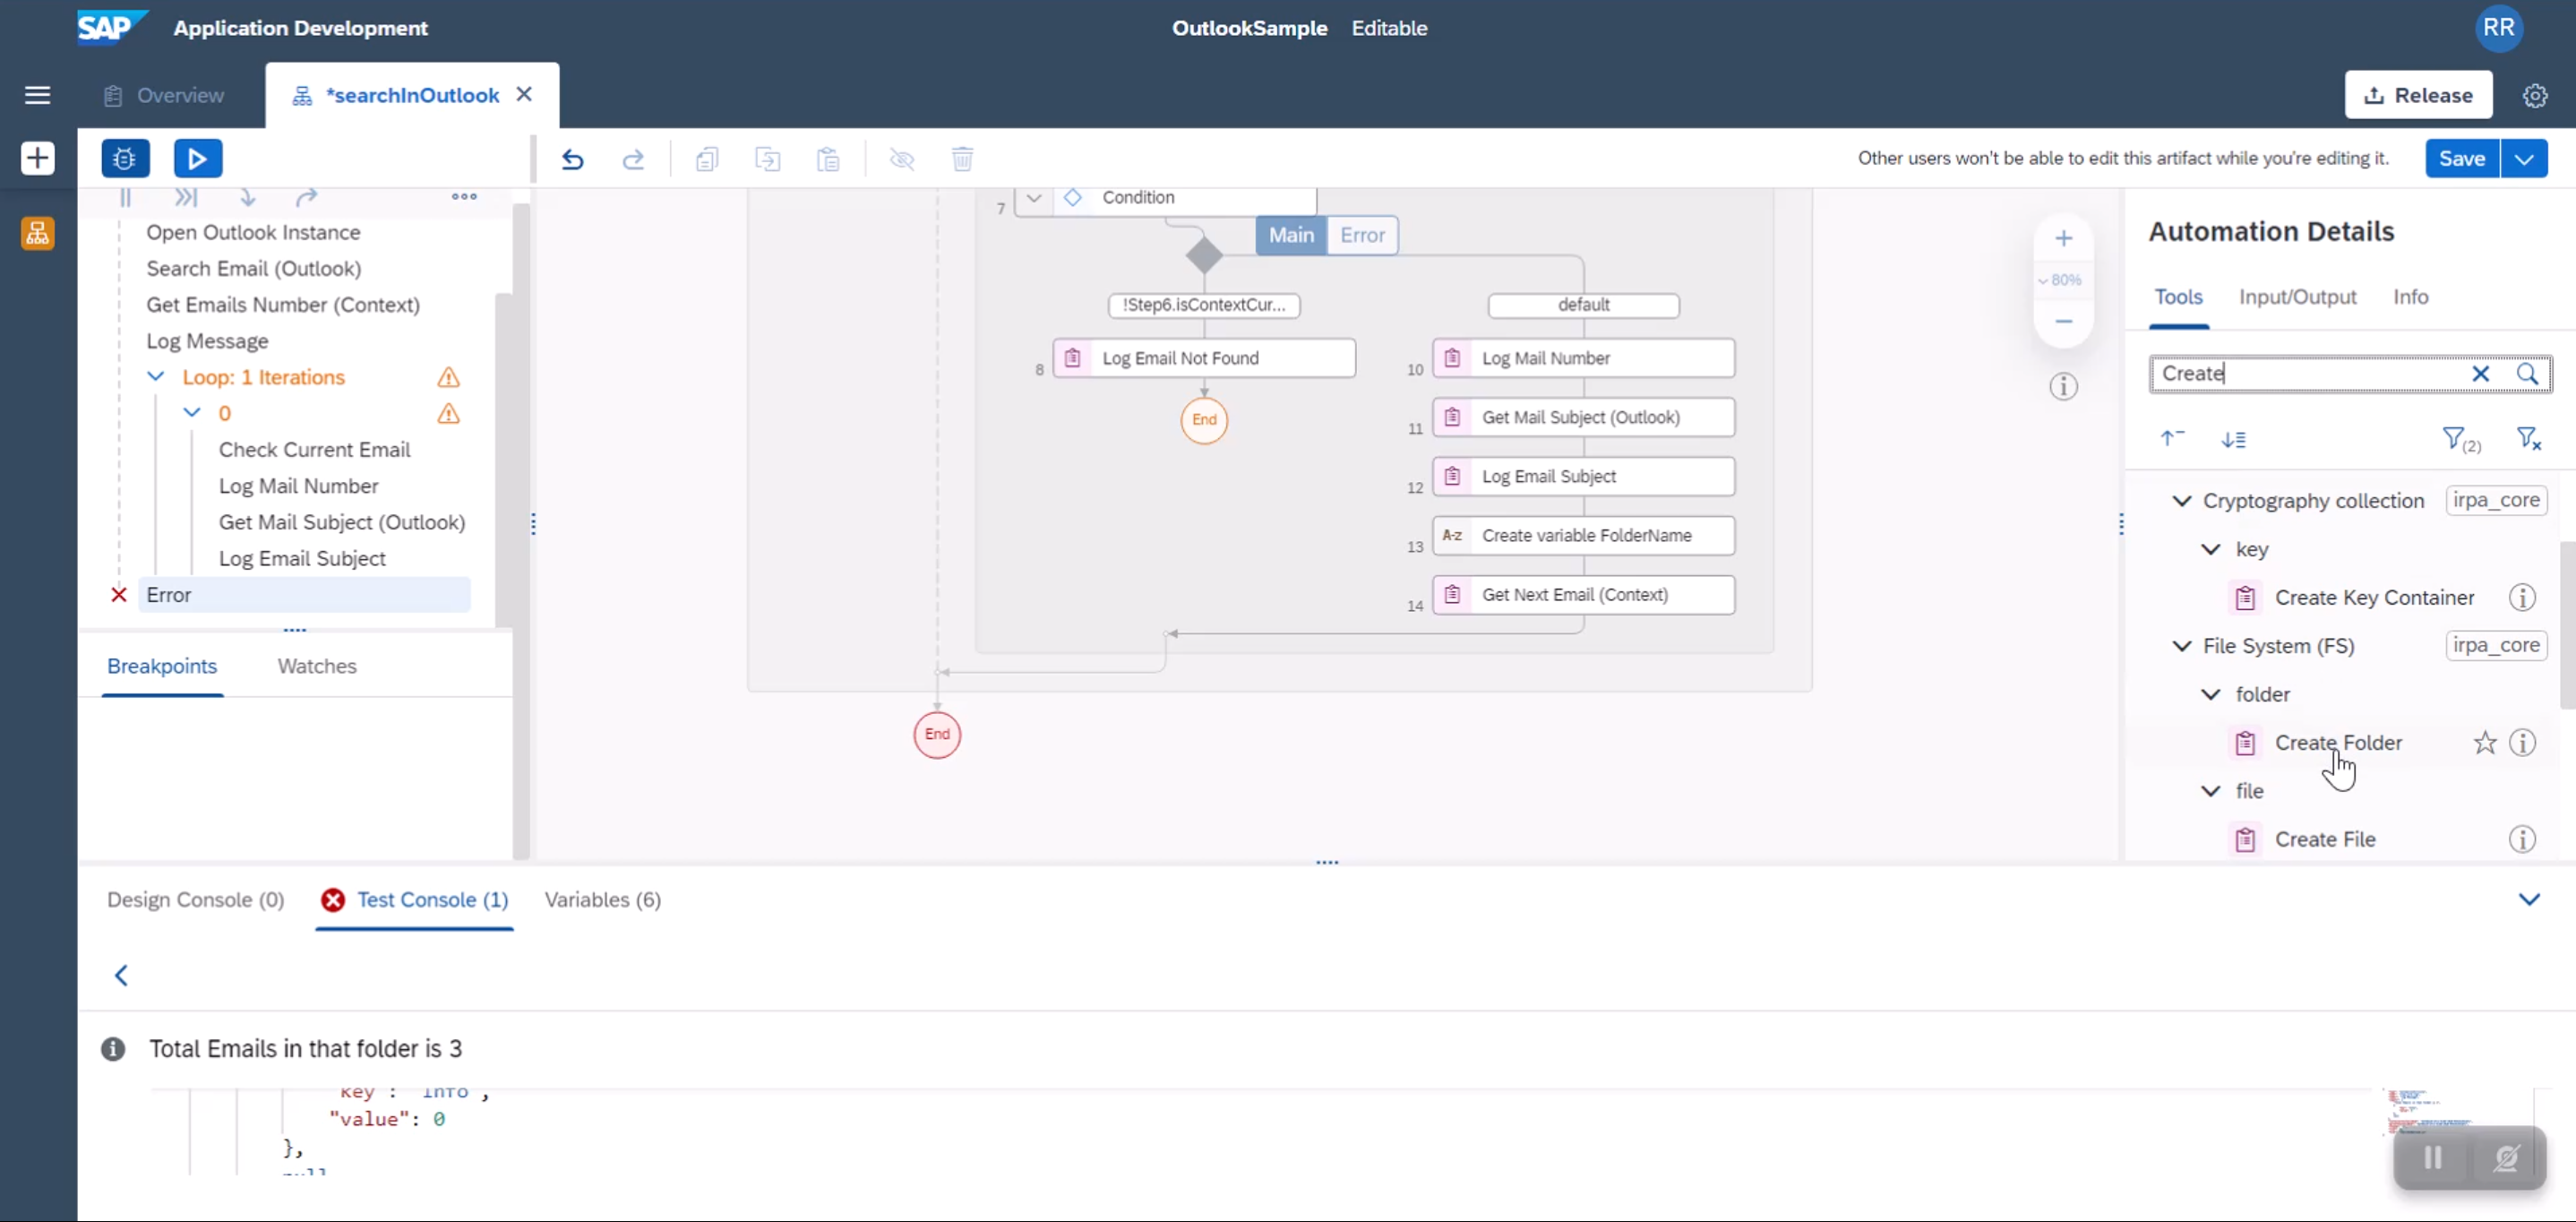 SAP Application Development
OutlookSample Editable
RR
Overview
*searchInOutlook
Release
Other users won't be able to edit this artifact while you're editing it.
Save
Open Outlook Instance
Search Email (Outlook)
Get Emails Number (Context)
Log Message
Loop: 1 Iterations
0
Check Current Email
Log Mail Number
Get Mail Subject (Outlook)
Log Email Subject
Error
Breakpoints
Watches
7 Condition
Main Error
!Step6.isContextCur...
default
8 Log Email Not Found
End
10 Log Mail Number
11 Get Mail Subject (Outlook)
12 Log Email Subject
13 A-z Create variable FolderName
14 Get Next Email (Context)
End
80%
Automation Details
Tools Input/Output Info
Create
(2)
Cryptography collection irpa_core
key
Create Key Container
File System (FS) irpa_core
folder
Create Folder
file
Create File
Design Console (0)
Test Console (1)
Variables (6)
Total Emails in that folder is 3
key : info ,
"value": 0
},